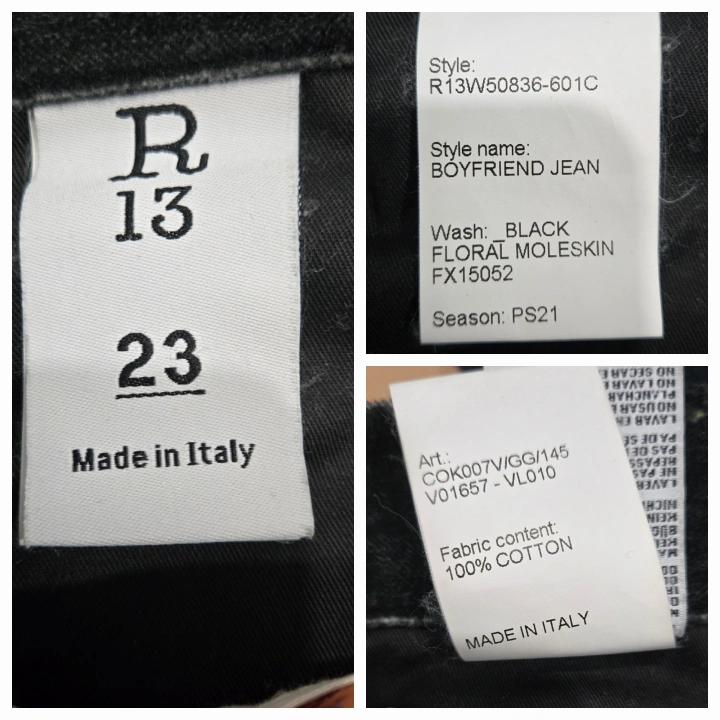 R
13
23
Made in Italy
Style:
R13W50836-601C
Style name:
BOYFRIEND JEAN
Wash: _BLACK
FLORAL MOLESKIN
FX15052
Season: PS21
Art.:
COK007V/GG/145
V01657 - VL010
Fabric content:
100% COTTON
MADE IN ITALY